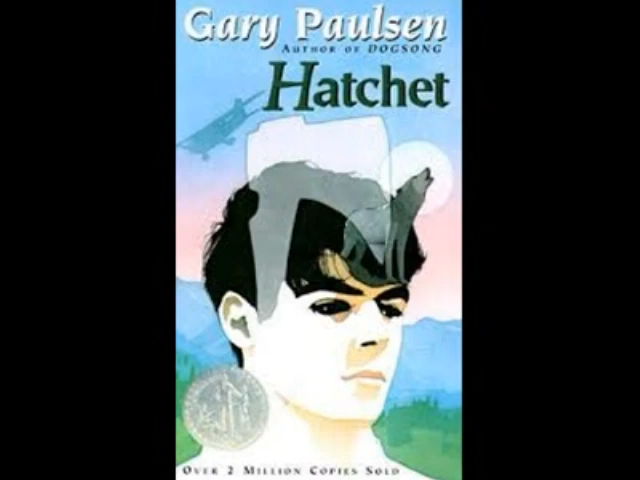 Gary Paulsen
AUTHOR OF DOGSONG
Hatchet
OVER 2 MILLION COPIES SOLD